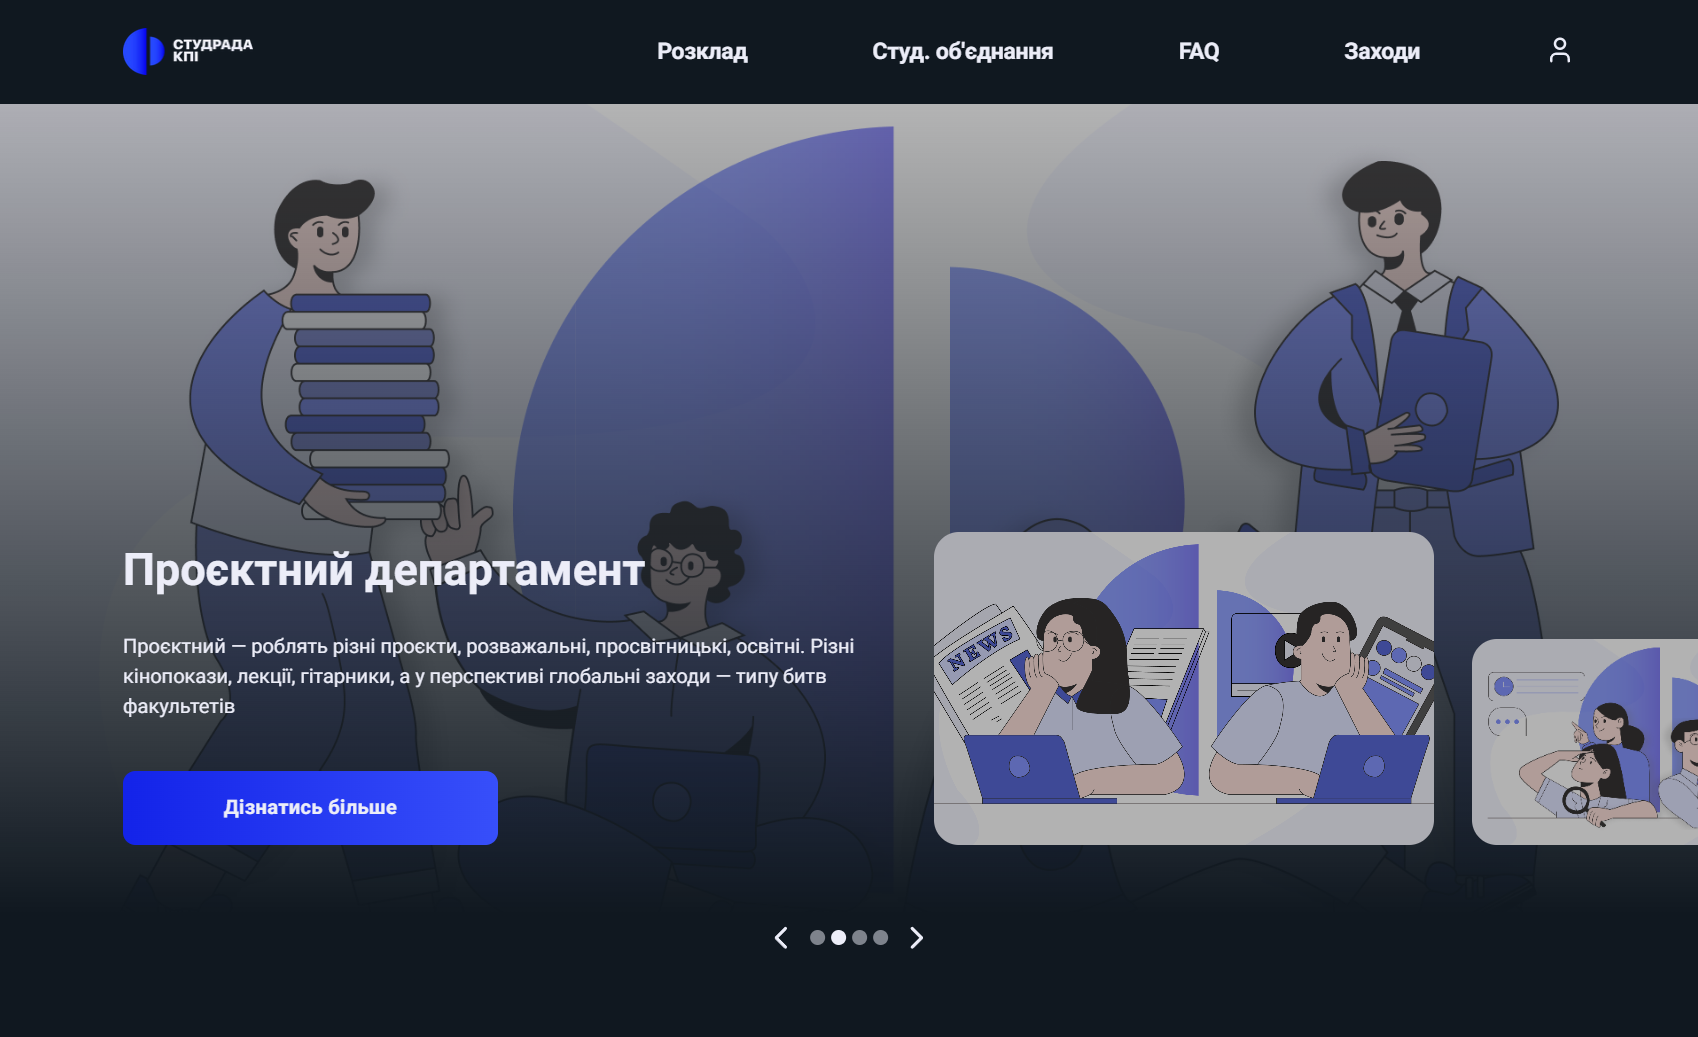 СТУДРАДА
КПІ
Розклад
Студ. об'єднання
FAQ
Заходи
Проєктний департамент
Проєктний — роблять різні проєкти, розважальні, просвітницькі, освітні. Різні
кінопокази, лекції, гітарники, а у перспективі глобальні заходи — типу битв
факультетів
Дізнатись більше
NEWS